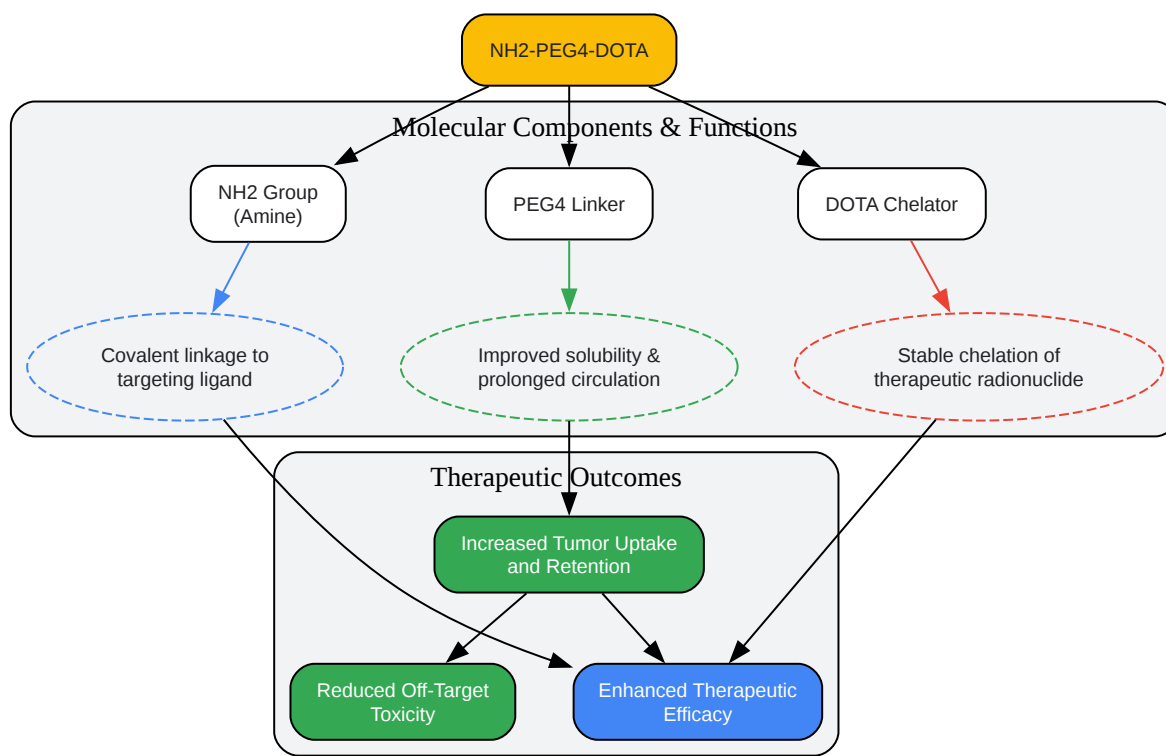 NH2-PEG4-DOTA
Molecular Components & Functions
NH2 Group
(Amine)
PEG4 Linker
DOTA Chelator
Covalent linkage to
targeting ligand
Improved solubility &
prolonged circulation
Stable chelation of
therapeutic radionuclide
Therapeutic Outcomes
Increased Tumor Uptake
and Retention
Reduced Off-Target
Toxicity
Enhanced Therapeutic
Efficacy